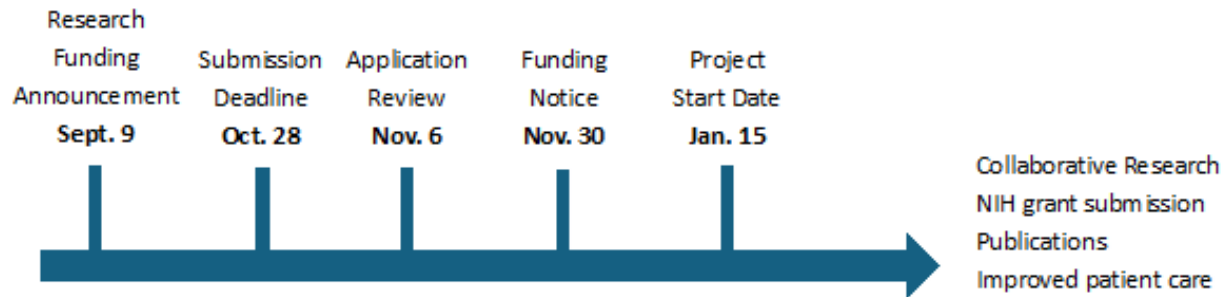 Research
Funding
Announcement
Sept. 9
Submission
Deadline
Oct. 28
Application
Review
Nov. 6
Funding
Notice
Nov. 30
Project
Start Date
Jan. 15
Collaborative Research
NIH grant submission
Publications
Improved patient care